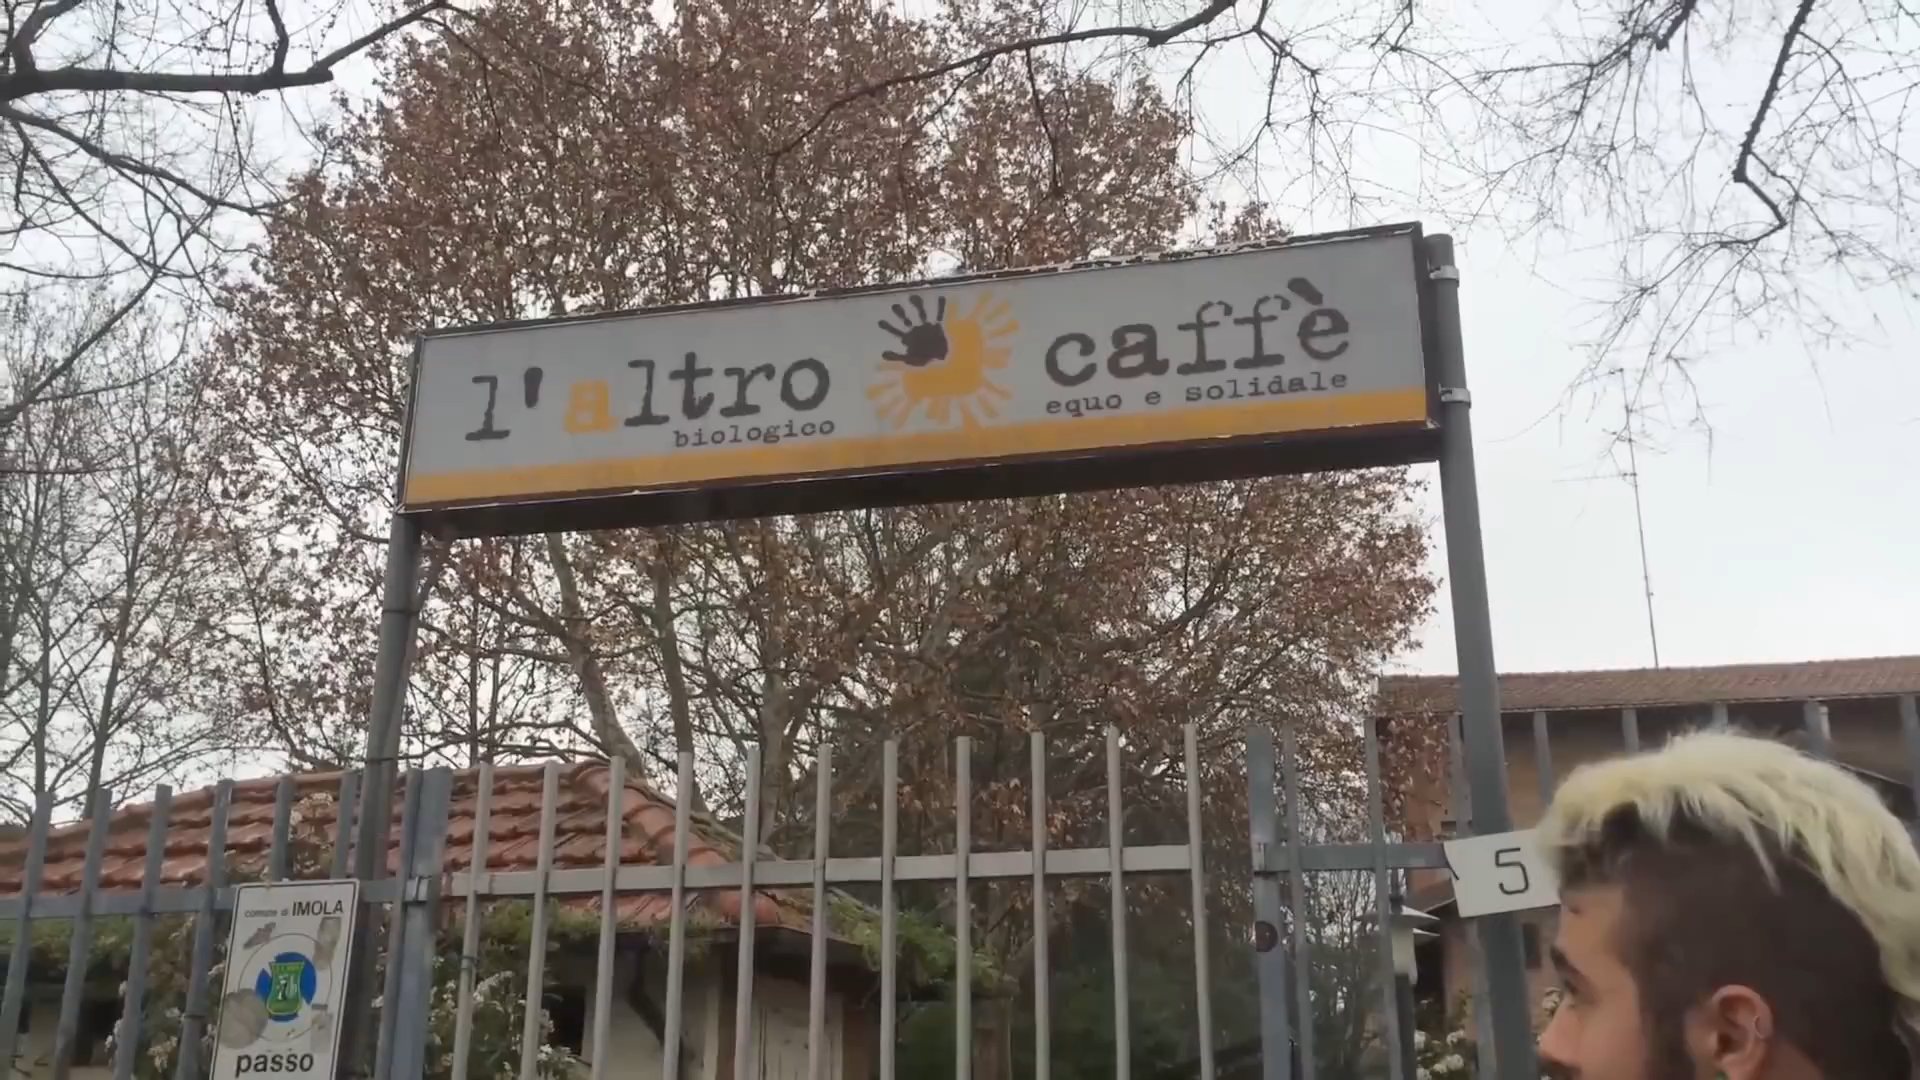 l'altro caffè
biologico equo e solidale
5
comune di IMOLA
passo